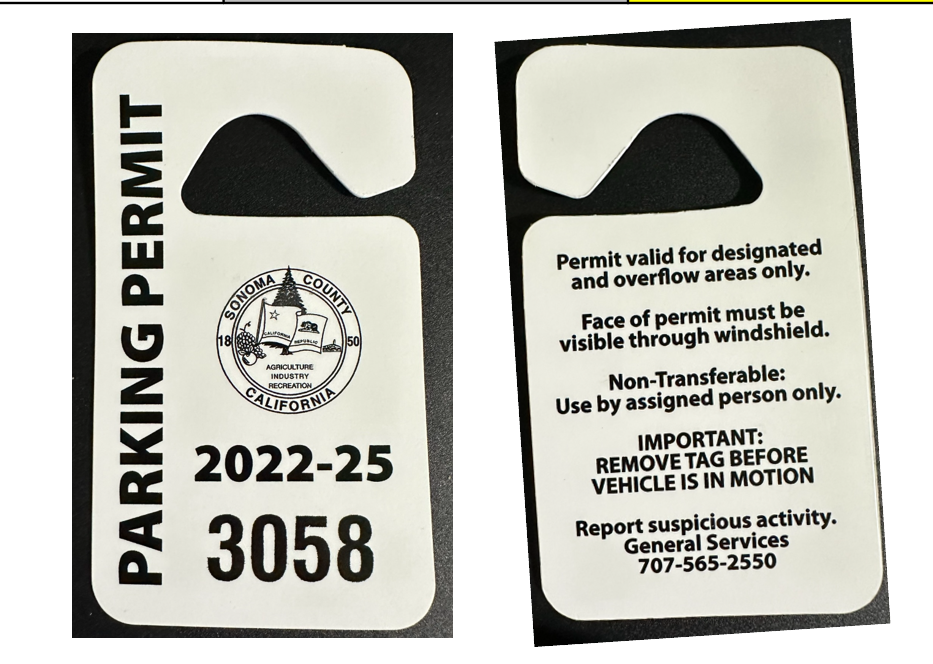 PARKING PERMIT
SONOMA COUNTY
18 50
CALIFORNIA
REPUBLIC
AGRICULTURE
INDUSTRY
RECREATION
CALIFORNIA
2022-25
3058
Permit valid for designated
and overflow areas only.
Face of permit must be
visible through windshield.
Non-Transferable:
Use by assigned person only.
IMPORTANT:
REMOVE TAG BEFORE
VEHICLE IS IN MOTION
Report suspicious activity.
General Services
707-565-2550